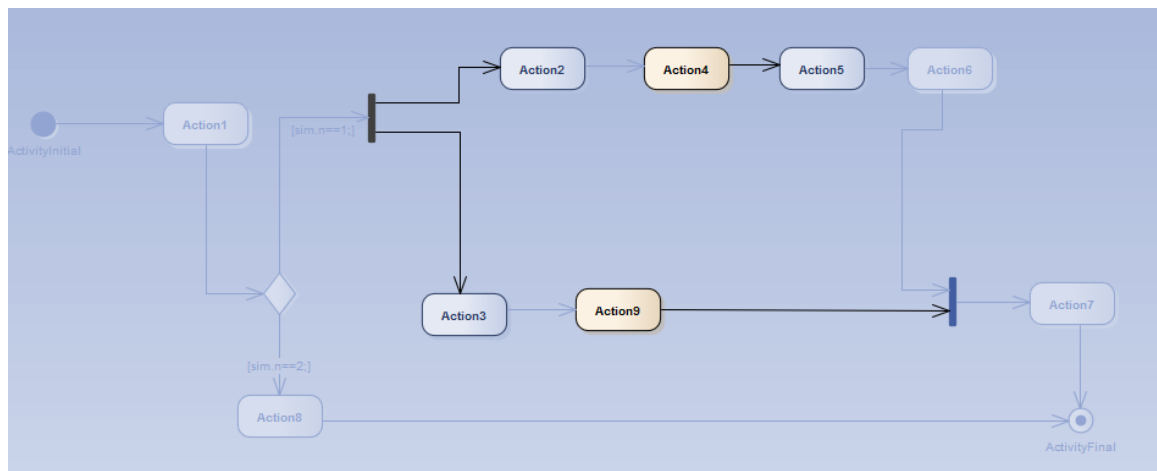 Action2
Action4
Action5
Action6
Action1
[sim.n==1;]
ActivityInitial
Action3
Action9
Action7
[sim.n==2;]
Action8
ActivityFinal